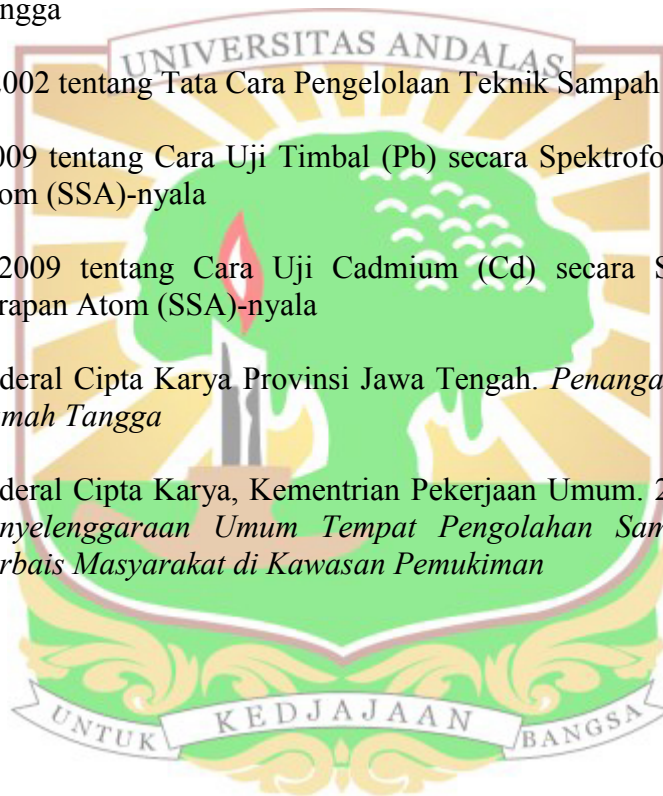 ngga
UNIVERSITAS ANDALAS
2002 tentang Tata Cara Pengelolaan Teknik Sampah
009 tentang Cara Uji Timbal (Pb) secara Spektrofo
om (SSA)-nyala
2009 tentang Cara Uji Cadmium (Cd) secara S
rapan Atom (SSA)-nyala
deral Cipta Karya Provinsi Jawa Tengah. Penanga
mah Tangga
deral Cipta Karya, Kementrian Pekerjaan Umum. 2
nyelenggaraan Umum Tempat Pengolahan Sam
rbais Masyarakat di Kawasan Pemukiman
UNTUK KEDJAJAAN BANGSA